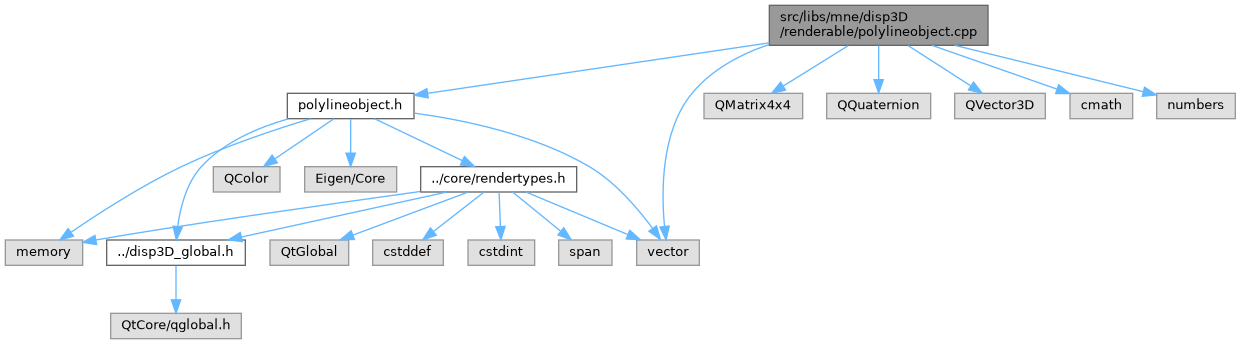 src/libs/mne/disp3D
/renderable/polylineobject.cpp
polylineobject.h
QMatrix4x4
QQuaternion
QVector3D
cmath
numbers
QColor
Eigen/Core
../core/rendertypes.h
memory
../disp3D_global.h
QtGlobal
cstddef
cstdint
span
vector
QtCore/qglobal.h